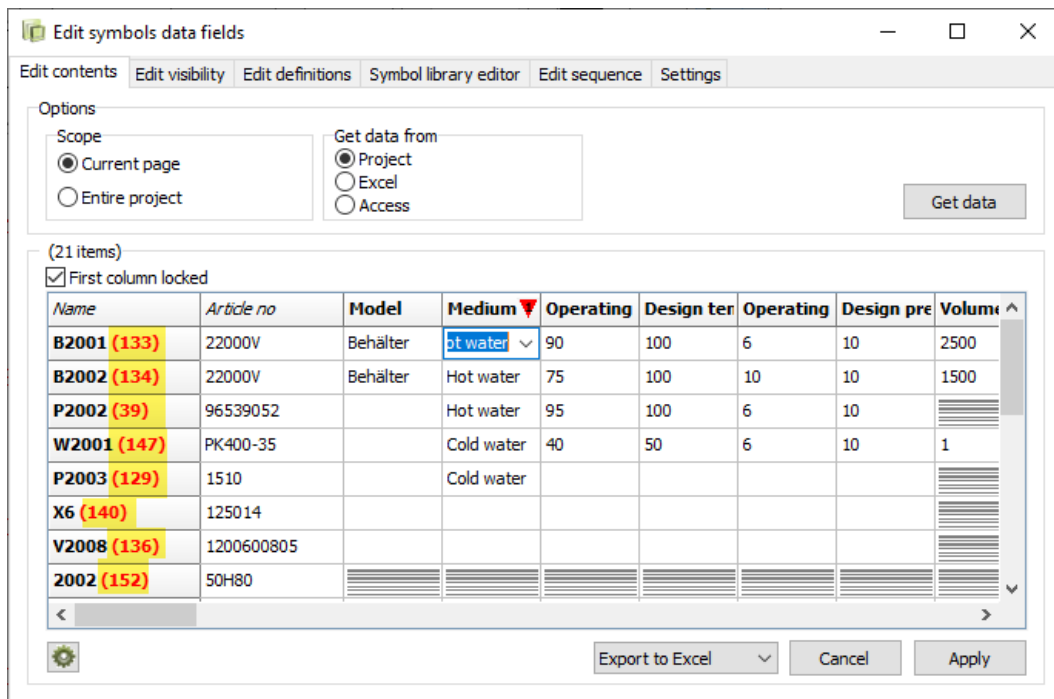 Edit symbols data fields
Edit contents Edit visibility Edit definitions Symbol library editor Edit sequence Settings
Options
Scope
Current page
Entire project
Get data from
Project
Excel
Access
Get data
(21 items)
First column locked
Name Article no Model Medium Operating Design ten Operating Design pre Volume
B2001 (133) 22000V Behälter ot water 90 100 6 10 2500
B2002 (134) 22000V Behälter Hot water 75 100 10 10 1500
P2002 (39) 96539052 Hot water 95 100 6 10
W2001 (147) PK400-35 Cold water 40 50 6 10 1
P2003 (129) 1510 Cold water
X6 (140) 125014
V2008 (136) 1200600805
2002 (152) 50H80
Export to Excel Cancel Apply